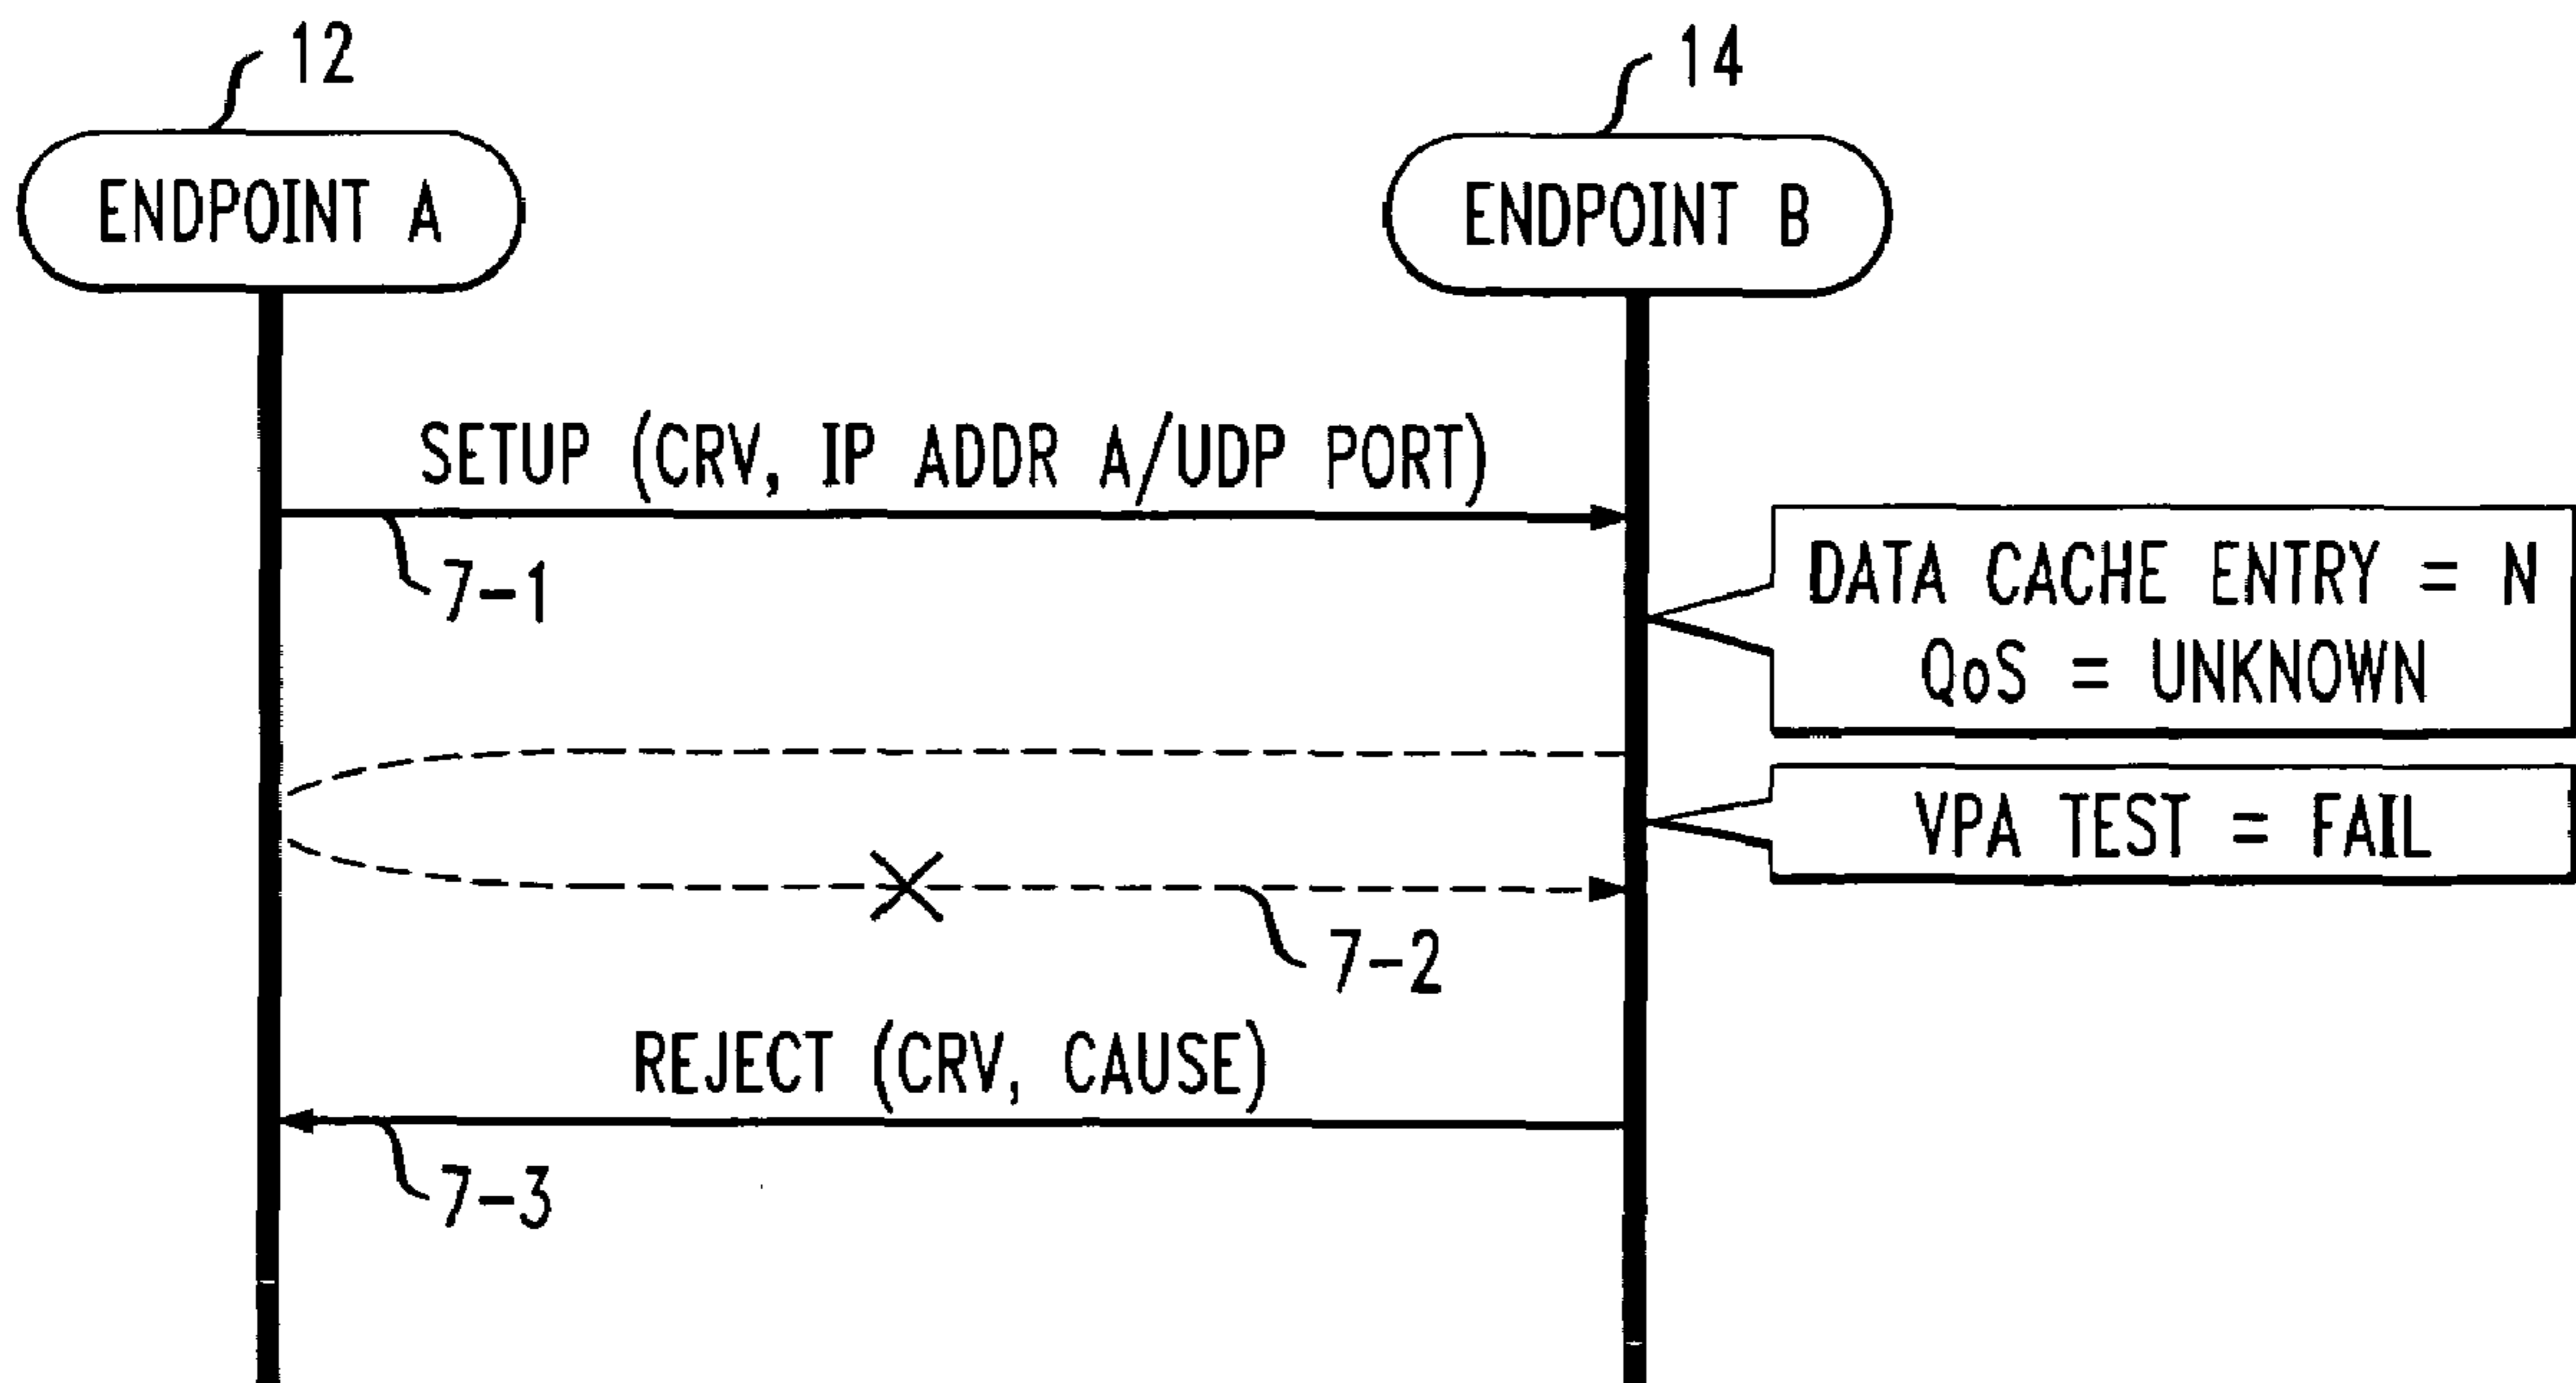 12
14
ENDPOINT A
ENDPOINT B
SETUP (CRV, IP ADDR A/UDP PORT)
7-1
DATA CACHE ENTRY = N
QoS = UNKNOWN
VPA TEST = FAIL
7-2
REJECT (CRV, CAUSE)
7-3